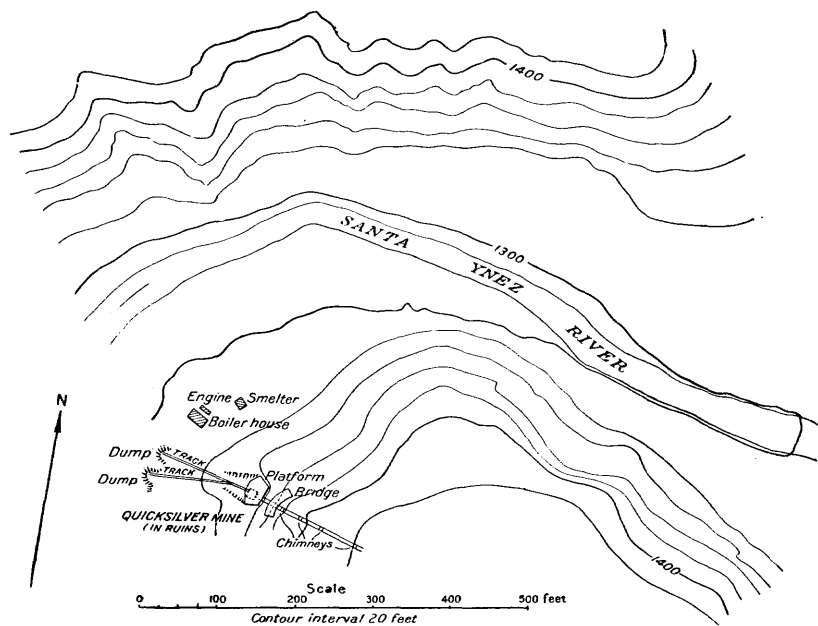 1400
1300
SANTA YNEZ RIVER
N
Engine
Smelter
Boiler house
Dump
TRACK
Dump
TRACK
Platform
Bridge
QUICKSILVER MINE
(IN RUINS)
Chimneys
1400
Scale
0 100 200 300 400 500 feet
Contour interval 20 feet